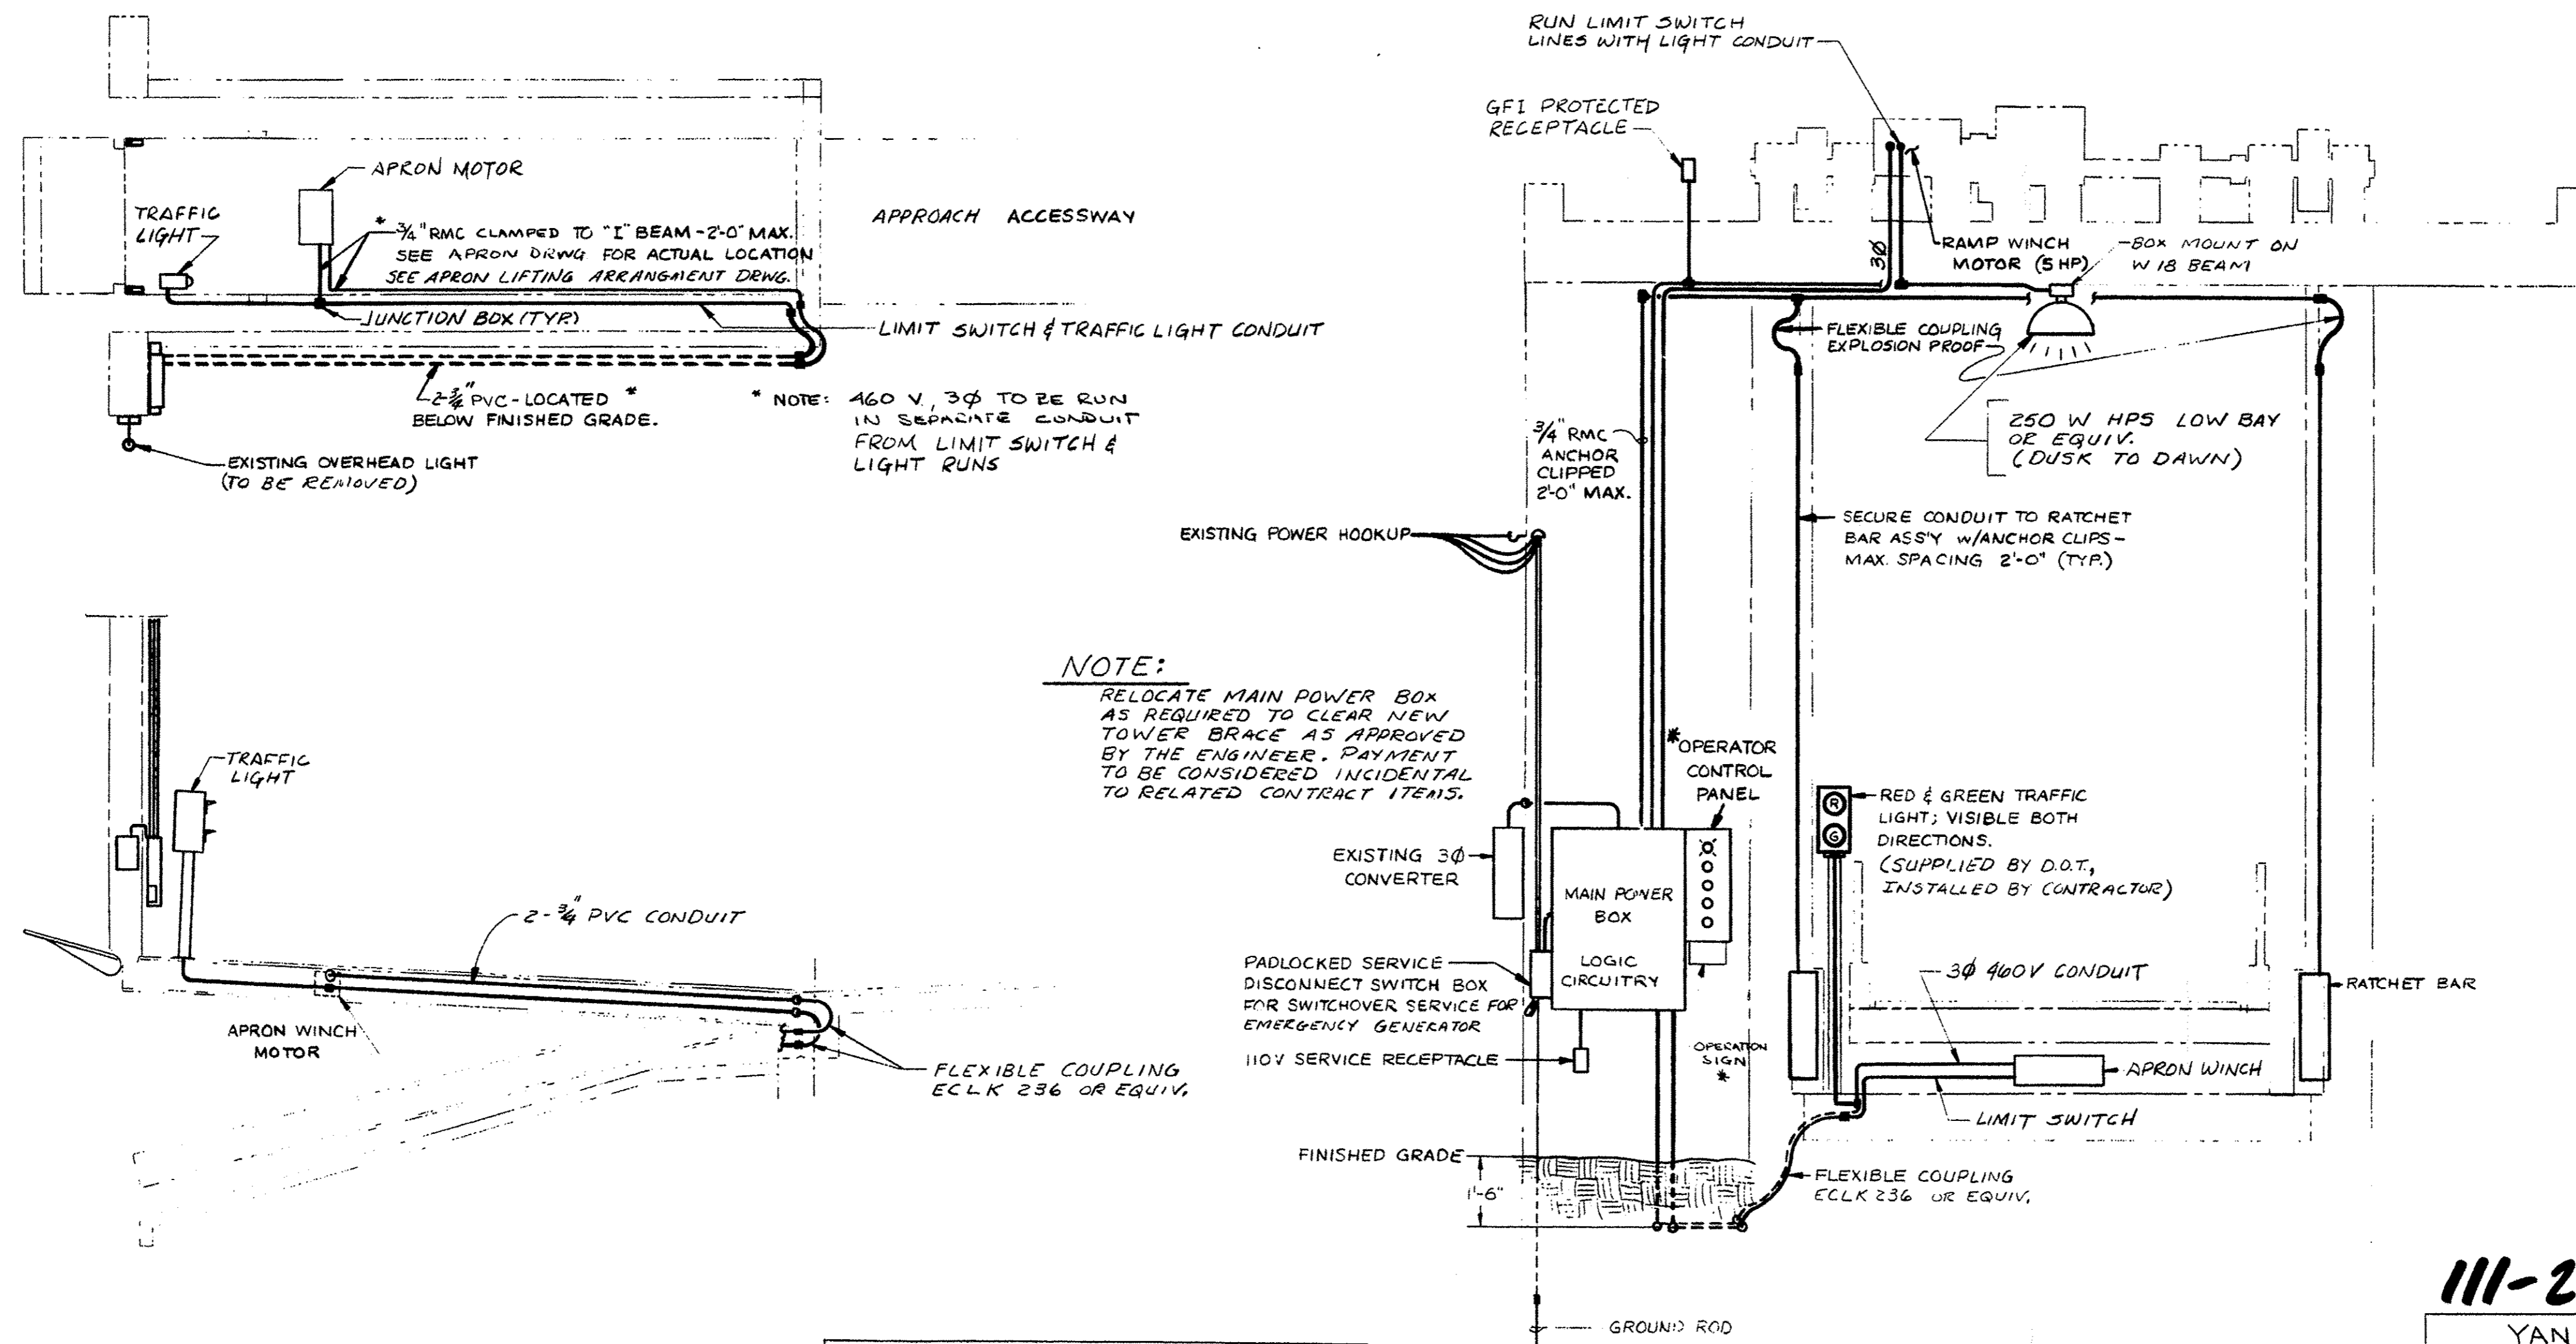 RUN LIMIT SWITCH
LINES WITH LIGHT CONDUIT
GFI PROTECTED
RECEPTACLE
APRON MOTOR
TRAFFIC
LIGHT
* 3/4" RMC CLAMPED TO "I" BEAM-2'-0" MAX.
SEE APRON DRWG FOR ACTUAL LOCATION
SEE APRON LIFTING ARRANGMENT DRWG.
APPROACH ACCESSWAY
JUNCTION BOX (TYP.)
LIMIT SWITCH & TRAFFIC LIGHT CONDUIT
2-3/4" PVC-LOCATED *
BELOW FINISHED GRADE.
* NOTE: 460 V., 3Ø TO BE RUN
IN SEPARATE CONDUIT
FROM LIMIT SWITCH &
LIGHT RUNS
EXISTING OVERHEAD LIGHT
(TO BE REMOVED)
3Ø
RAMP WINCH
MOTOR (5 HP)
BOX MOUNT ON
W 18 BEAM
FLEXIBLE COUPLING
EXPLOSION PROOF
250 W HPS LOW BAY
OR EQUIV.
(DUSK TO DAWN)
3/4" RMC
ANCHOR
CLIPPED
2'-0" MAX.
EXISTING POWER HOOKUP
SECURE CONDUIT TO RATCHET
BAR ASS'Y W/ANCHOR CLIPS-
MAX. SPACING 2'-0" (TYP.)
NOTE:
RELOCATE MAIN POWER BOX
AS REQUIRED TO CLEAR NEW
TOWER BRACE AS APPROVED
BY THE ENGINEER. PAYMENT
TO BE CONSIDERED INCIDENTAL
TO RELATED CONTRACT ITEMS.
TRAFFIC
LIGHT
2-3/4" PVC CONDUIT
APRON WINCH
MOTOR
FLEXIBLE COUPLING
ECLK 236 OR EQUIV.
*OPERATOR
CONTROL
PANEL
EXISTING 3Ø
CONVERTER
MAIN POWER
BOX
LOGIC
CIRCUITRY
R
G
RED & GREEN TRAFFIC
LIGHT; VISIBLE BOTH
DIRECTIONS.
(SUPPLIED BY D.O.T.,
INSTALLED BY CONTRACTOR)
PADLOCKED SERVICE
DISCONNECT SWITCH BOX
FOR SWITCHOVER SERVICE FOR
EMERGENCY GENERATOR
110V SERVICE RECEPTACLE
OPERATION
SIGN
*
3Ø 460V CONDUIT
RATCHET BAR
APRON WINCH
LIMIT SWITCH
FINISHED GRADE
1'-6"
FLEXIBLE COUPLING
ECLK 236 OR EQUIV.
GROUND ROD
111-2
YAN